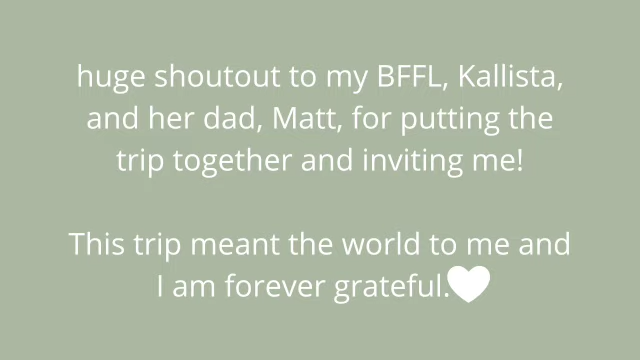 huge shoutout to my BFFL, Kallista,
and her dad, Matt, for putting the
trip together and inviting me!
This trip meant the world to me and
I am forever grateful.